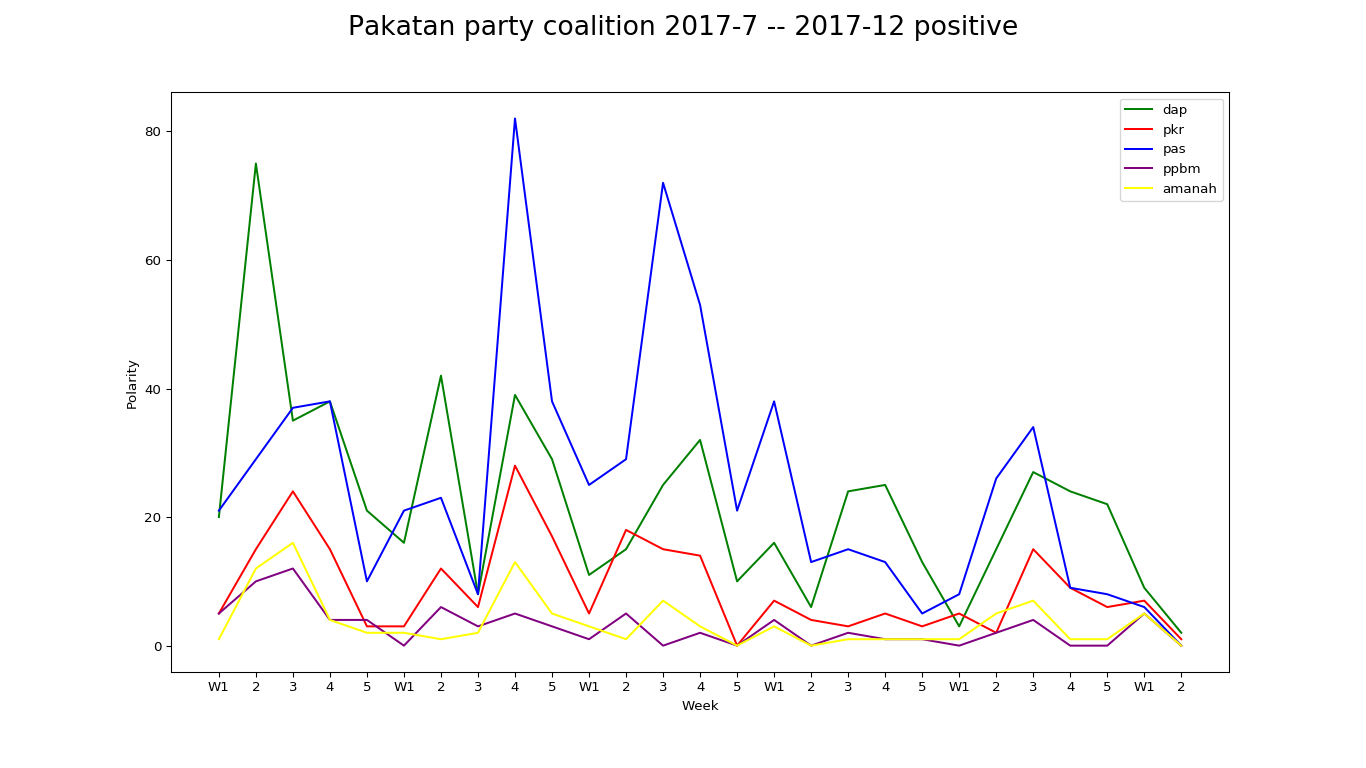 Pakatan party coalition 2017-7 -- 2017-12 positive
dap
pkr
pas
ppbm
amanah
80
60
40
20
0
Polarity
W1 2 3 4 5 W1 2 3 4 5 W1 2 3 4 5 W1 2 3 4 5 W1 2 3 4 5 W1 2
Week